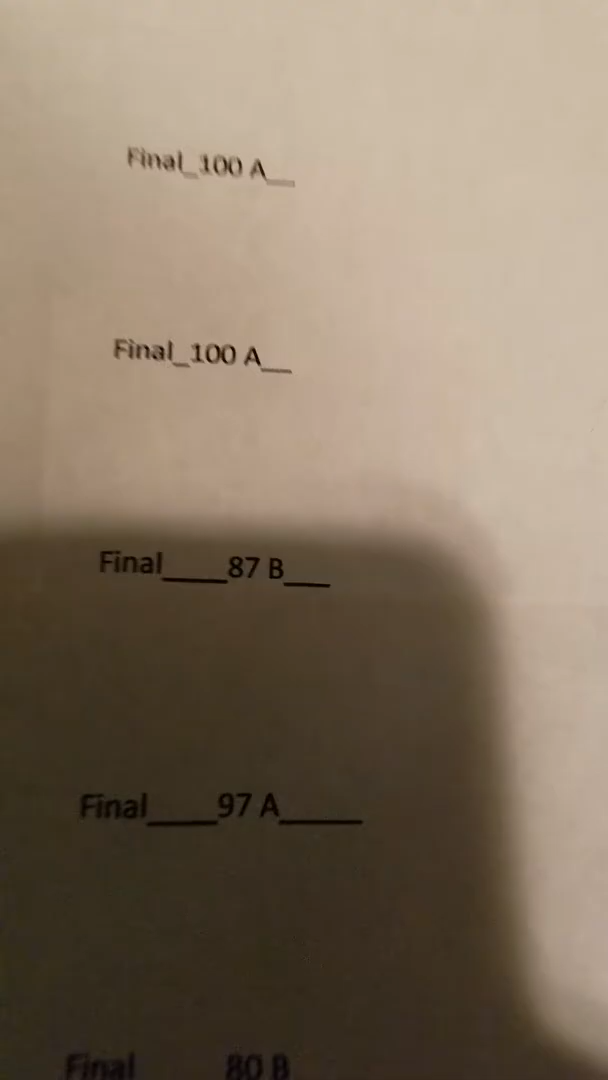 Final_100 A__
Final_100 A__
Final____87 B___
Final____97 A_____
Final 80 B